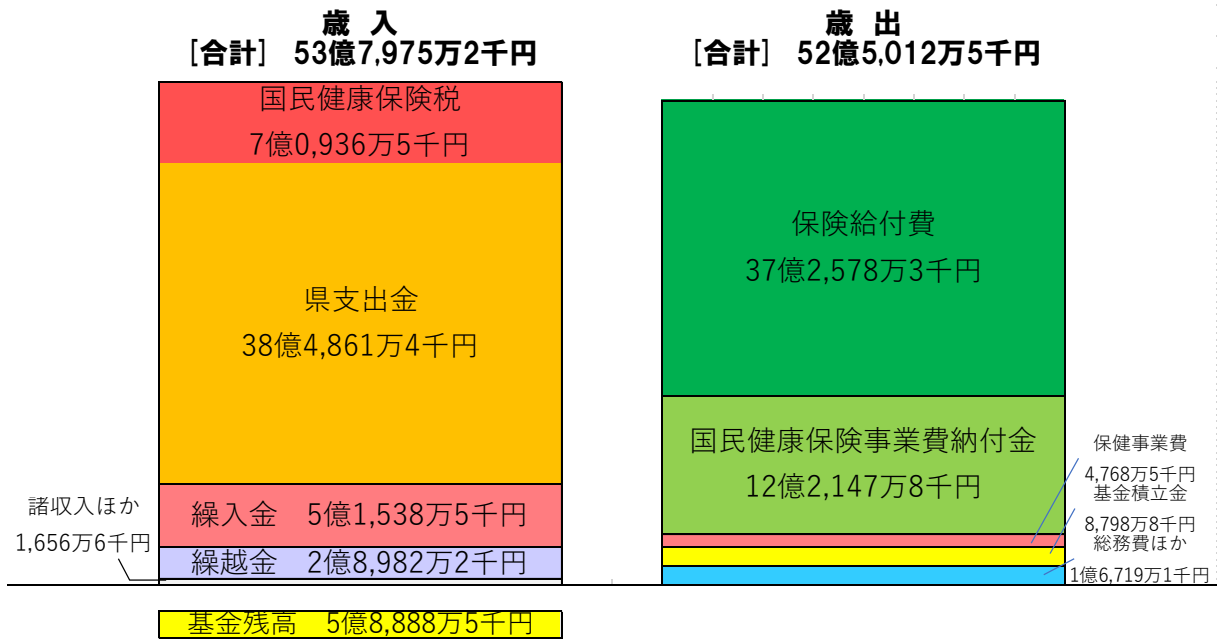 歳 入
[合計] 53億7,975万2千円
国民健康保険税
7億0,936万5千円
県支出金
38億4,861万4千円
繰入金 5億1,538万5千円
繰越金 2億8,982万2千円
諸収入ほか
1,656万6千円
基金残高 5億8,888万5千円
歳 出
[合計] 52億5,012万5千円
保険給付費
37億2,578万3千円
国民健康保険事業費納付金
12億2,147万8千円
保健事業費
4,768万5千円
基金積立金
8,798万8千円
総務費ほか
1億6,719万1千円